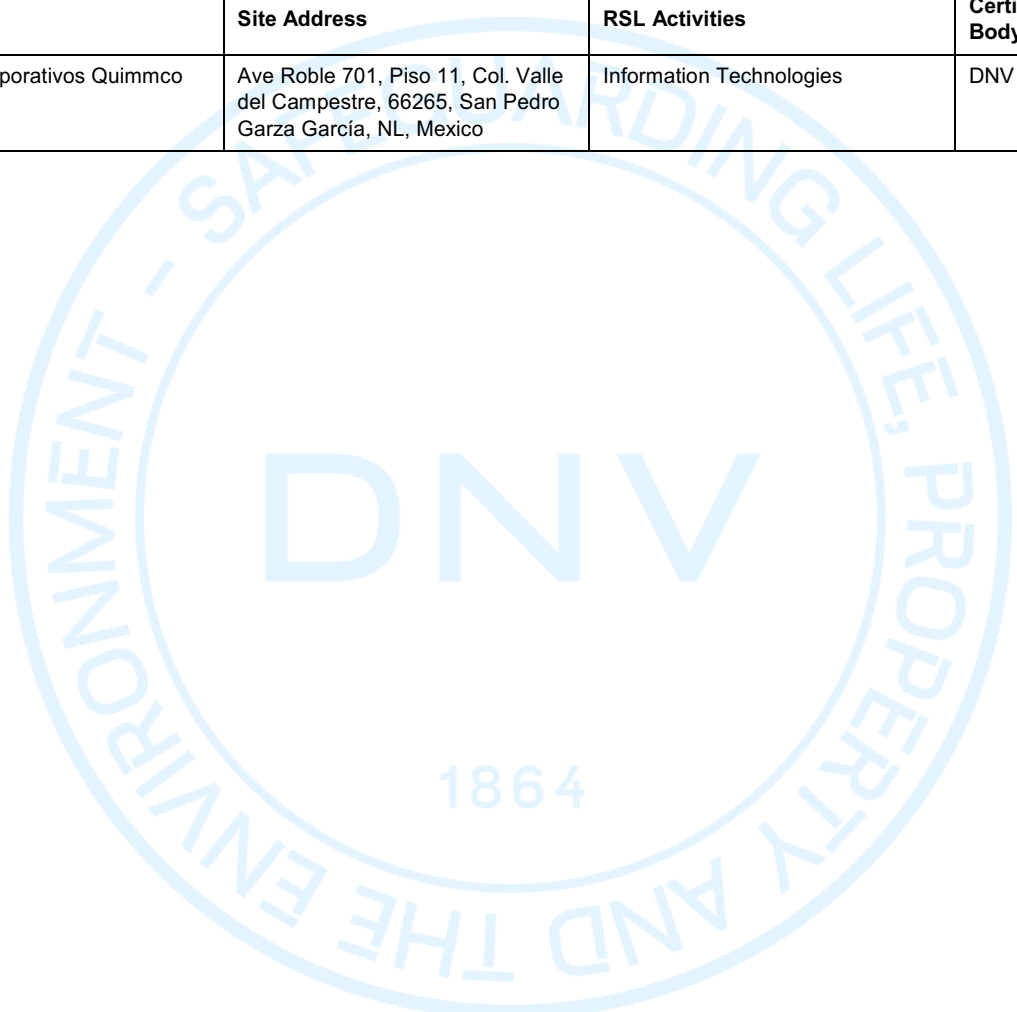 Site Address
RSL Activities
Body
porativos Quimmco
Ave Roble 701, Piso 11, Col. Valle
del Campestre, 66265, San Pedro
Garza García, NL, Mexico
Information Technologies
DNV
SAFEGUARDING LIFE, PROPERTY AND THE ENVIRONMENT -
DNV
1864